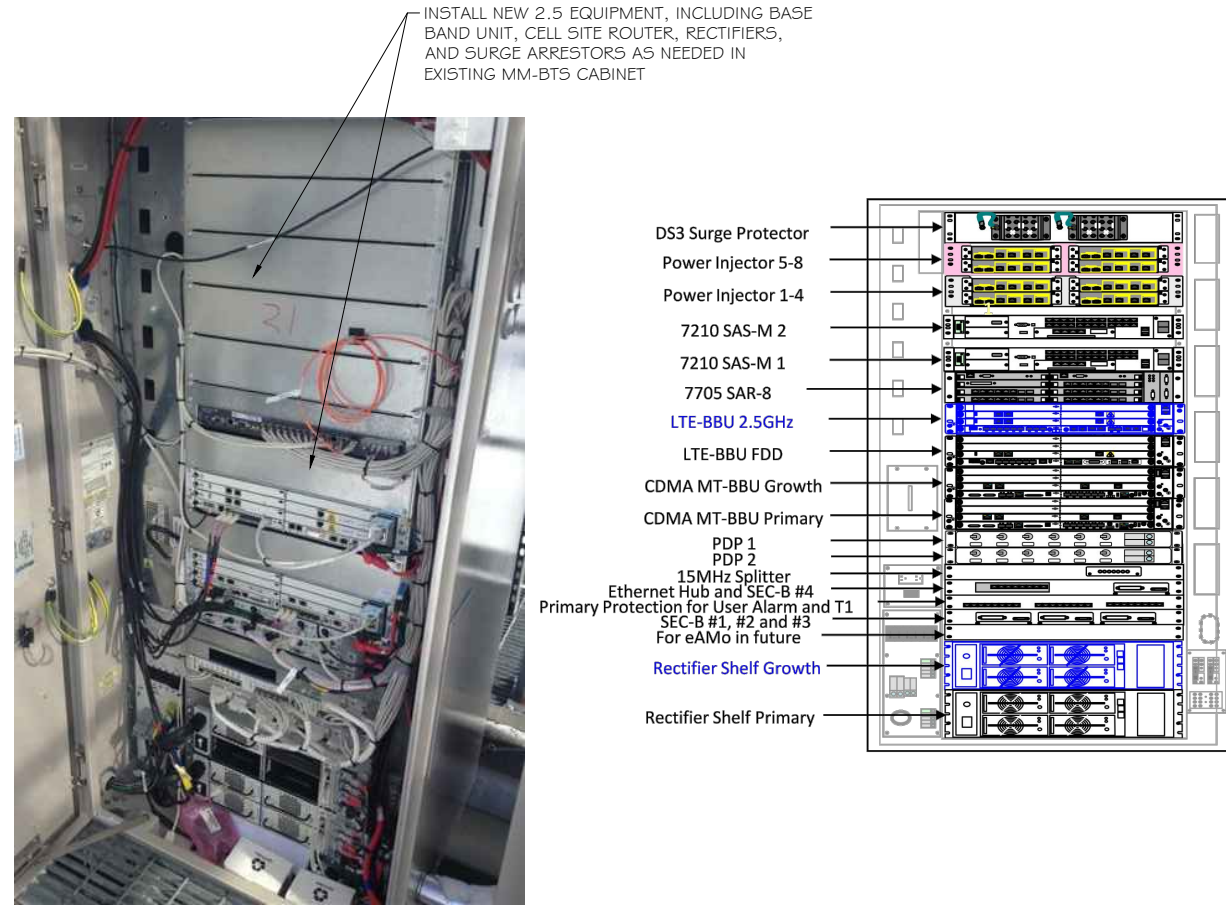 INSTALL NEW 2.5 EQUIPMENT, INCLUDING BASE
BAND UNIT, CELL SITE ROUTER, RECTIFIERS,
AND SURGE ARRESTORS AS NEEDED IN
EXISTING MM-BTS CABINET
31
DS3 Surge Protector
Power Injector 5-8
Power Injector 1-4
7210 SAS-M 2
7210 SAS-M 1
7705 SAR-8
LTE-BBU 2.5GHz
LTE-BBU FDD
CDMA MT-BBU Growth
CDMA MT-BBU Primary
PDP 1
PDP 2
15MHz Splitter
Ethernet Hub and SEC-B #4
Primary Protection for User Alarm and T1
SEC-B #1, #2 and #3
For eAMo in future
Rectifier Shelf Growth
Rectifier Shelf Primary